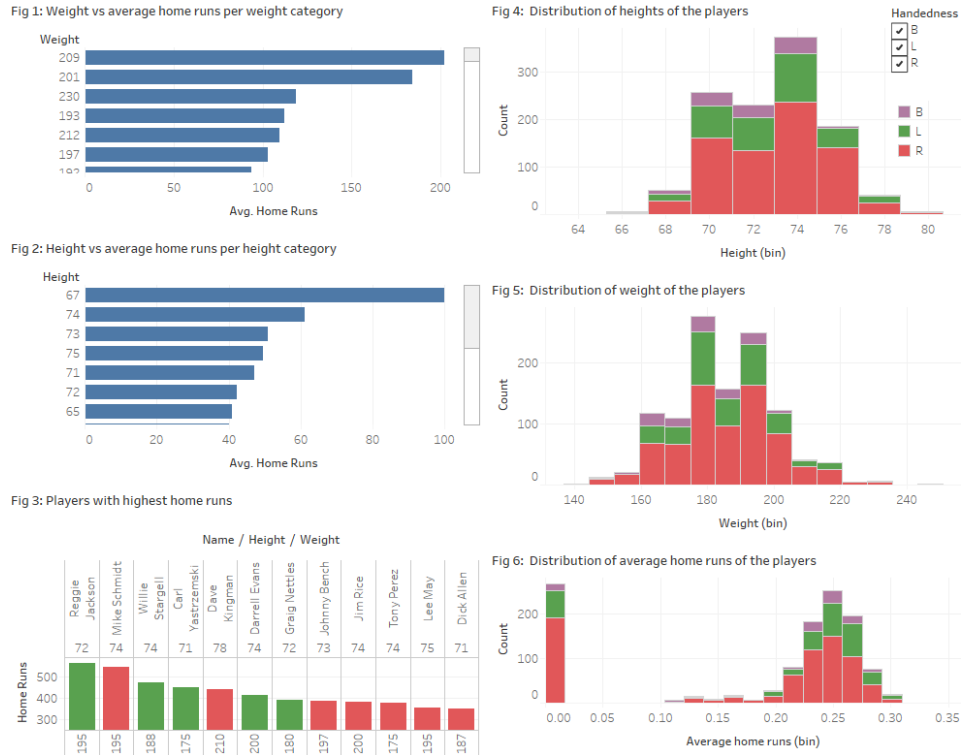 Fig 1: Weight vs average home runs per weight category
Weight
209
201
230
193
212
197
192
0 50 100 150 200
Avg. Home Runs
Fig 2: Height vs average home runs per height category
Height
67
74
73
75
71
72
65
0 20 40 60 80 100
Avg. Home Runs
Fig 3: Players with highest home runs
Name / Height / Weight
Reggie Jackson
Mike Schmidt
Willie Stargell
Carl Yastrzemski
Dave Kingman
Darrell Evans
Graig Nettles
Johnny Bench
Jim Rice
Tony Perez
Lee May
Dick Allen
72 74 74 71 78 74 72 73 74 74 75 71
Home Runs
500
400
300
195 195 188 175 210 200 180 197 200 175 195 187
Fig 4: Distribution of heights of the players
Handedness
B
L
R
B
L
R
Count
300
200
100
0
64 66 68 70 72 74 76 78 80
Height (bin)
Fig 5: Distribution of weight of the players
Count
200
100
0
140 160 180 200 220 240
Weight (bin)
Fig 6: Distribution of average home runs of the players
Count
200
100
0
0.00 0.05 0.10 0.15 0.20 0.25 0.30 0.35
Average home runs (bin)